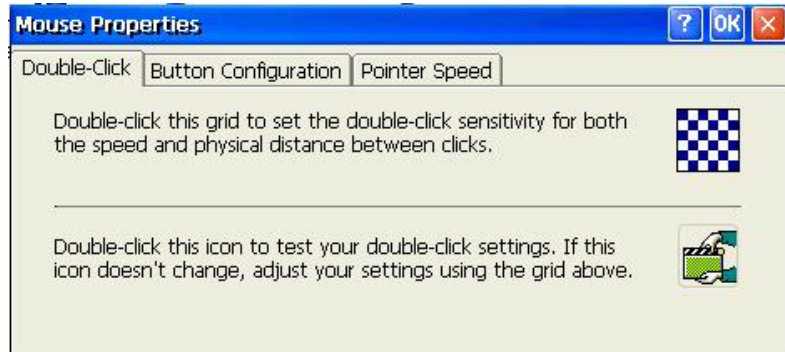 Mouse Properties ? OK ×
Double-Click Button Configuration Pointer Speed
Double-click this grid to set the double-click sensitivity for both
the speed and physical distance between clicks.
Double-click this icon to test your double-click settings. If this
icon doesn't change, adjust your settings using the grid above.